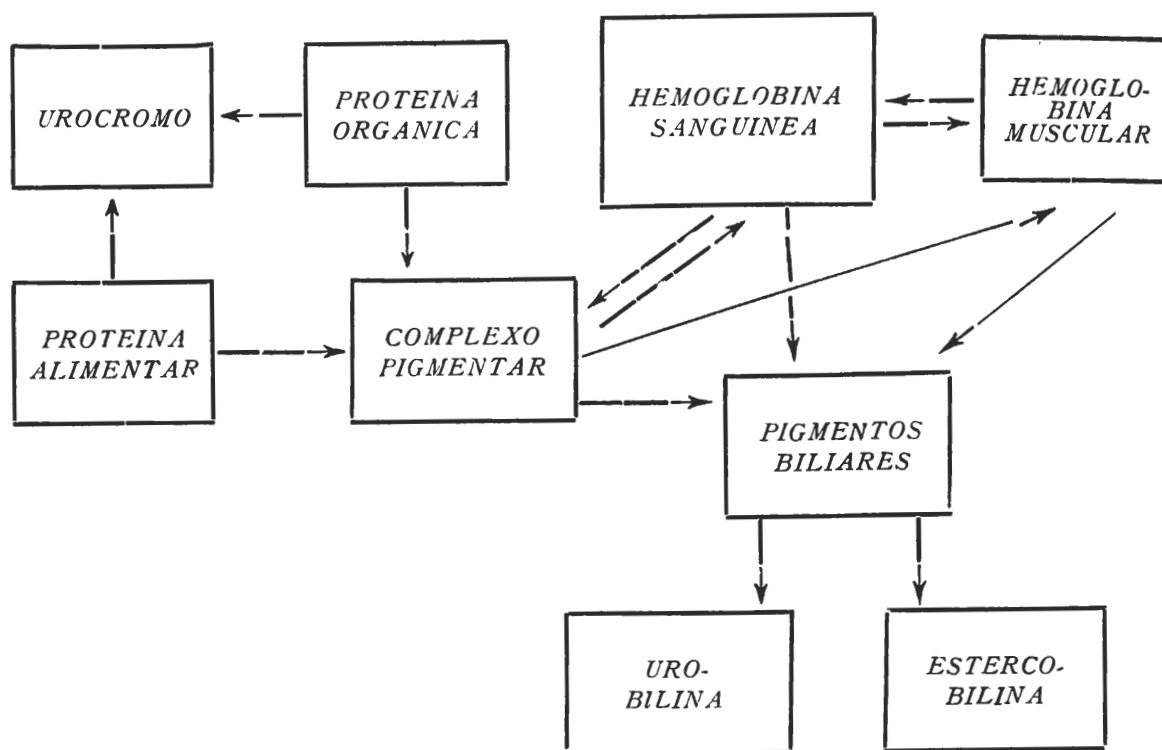 UROCROMO
PROTEINA
ORGANICA
HEMOGLOBINA
SANGUINEA
HEMOGLO-
BINA
MUSCULAR
PROTEINA
ALIMENTAR
COMPLEXO
PIGMENTAR
PIGMENTOS
BILIARES
URO-
BILINA
ESTERCO-
BILINA